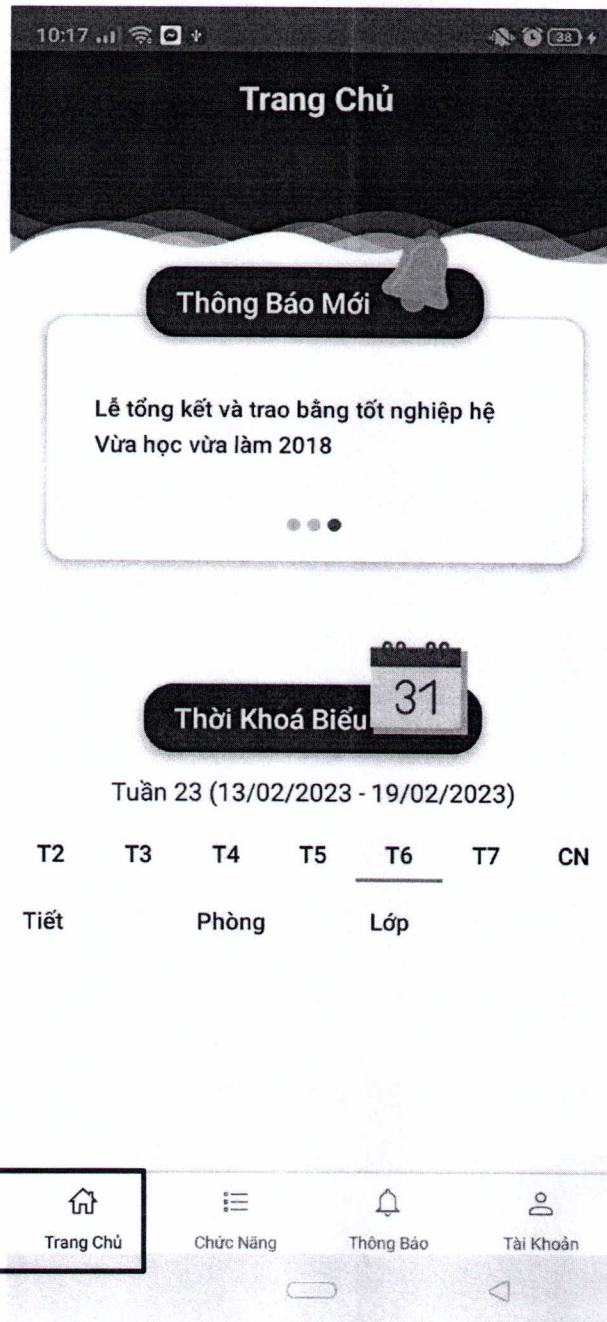 10:17
38
Trang Chủ
Thông Báo Mới
Lễ tổng kết và trao bằng tốt nghiệp hệ
Vừa học vừa làm 2018
31
Thời Khoá Biểu
Tuần 23 (13/02/2023 - 19/02/2023)
T2 T3 T4 T5 T6 T7 CN
Tiết Phòng Lớp
Trang Chủ Chức Năng Thông Báo Tài Khoản